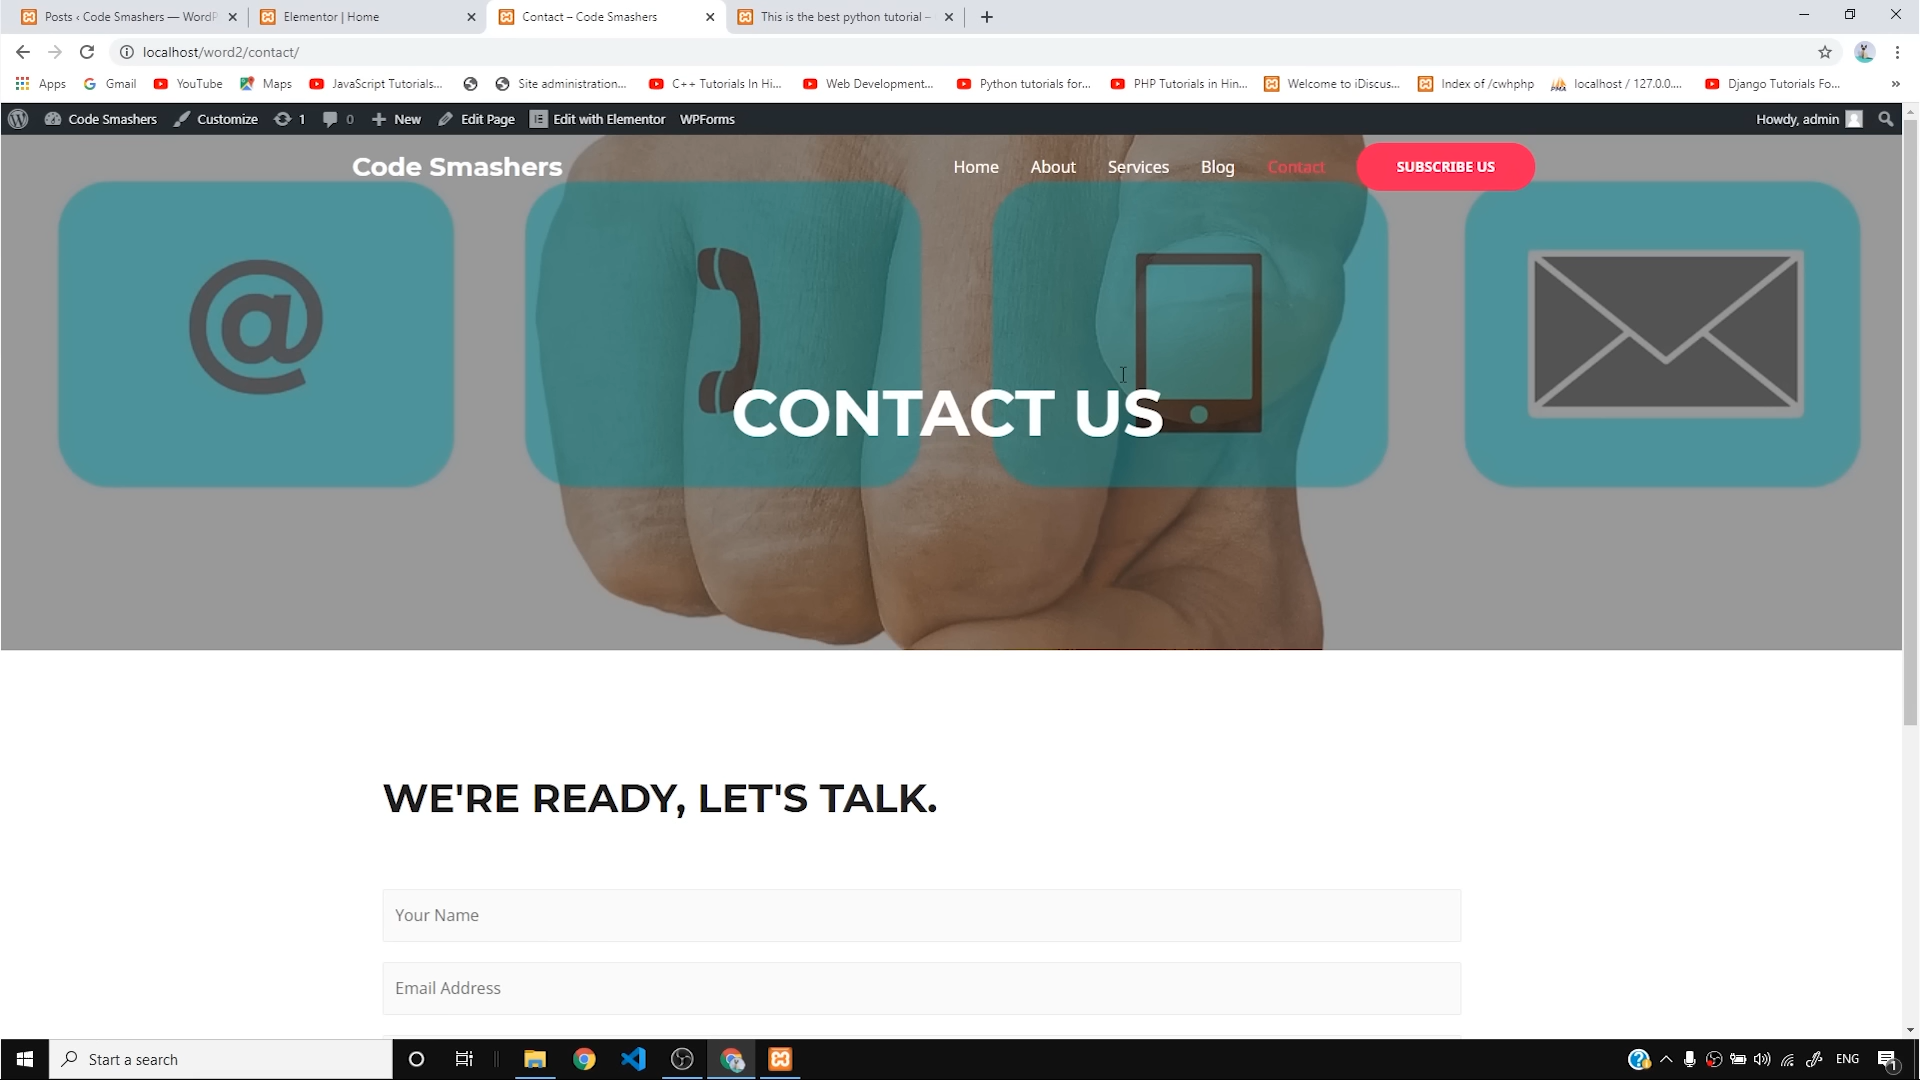 Posts ‹ Code Smashers — WordP
Elementor | Home
Contact – Code Smashers
This is the best python tutorial –
localhost/word2/contact/
Apps
Gmail
YouTube
Maps
JavaScript Tutorials...
Site administration...
C++ Tutorials In Hi...
Web Development...
Python tutorials for...
PHP Tutorials in Hin...
Welcome to iDiscus...
Index of /cwhphp
localhost / 127.0.0....
Django Tutorials Fo...
Code Smashers
Customize
1
0
New
Edit Page
Edit with Elementor
WPForms
Howdy, admin
Code Smashers
Home
About
Services
Blog
Contact
SUBSCRIBE US
@
CONTACT US
WE'RE READY, LET'S TALK.
Your Name
Email Address
Start a search
ENG
1